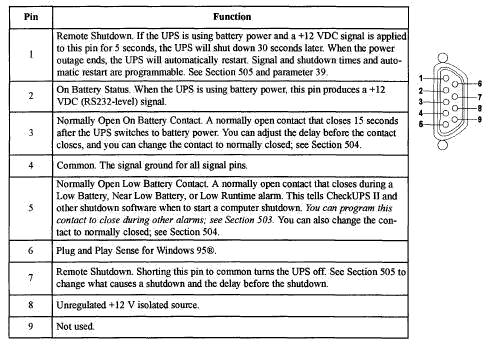 Pin Function
1 Remote Shutdown. If the UPS is using battery power and a +12 VDC signal is applied
to this pin for 5 seconds, the UPS will shut down 30 seconds later. When the power
outage ends, the UPS will automatically restart. Signal and shutdown times and auto-
matic restart are programmable. See Section 505 and parameter 39.
2 On Battery Status. When the UPS is using battery power, this pin produces a +12
VDC (RS232-level) signal.
3 Normally Open On Battery Contact. A normally open contact that closes 15 seconds
after the UPS switches to battery power. You can adjust the delay before the contact
closes, and you can change the contact to normally closed; see Section 504.
4 Common. The signal ground for all signal pins.
5 Normally Open Low Battery Contact. A normally open contact that closes during a
Low Battery, Near Low Battery, or Low Runtime alarm. This tells CheckUPS II and
other shutdown software when to start a computer shutdown. You can program this
contact to close during other alarms; see Section 503. You can also change the con-
tact to normally closed; see Section 504.
6 Plug and Play Sense for Windows 95®.
7 Remote Shutdown. Shorting this pin to common turns the UPS off. See Section 505 to
change what causes a shutdown and the delay before the shutdown.
8 Unregulated +12 V isolated source.
9 Not used.
1
2
3
4
5
6
7
8
9